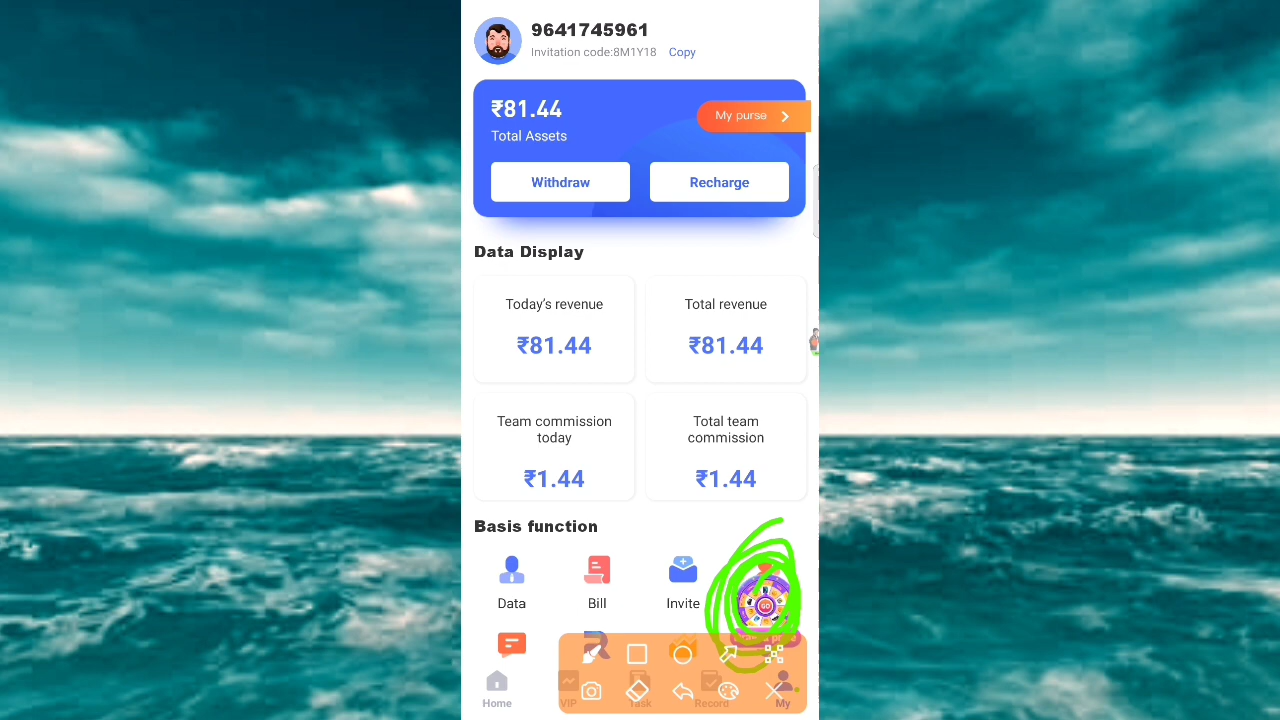 9641745961
Invitation code:8M1Y18 Copy
₹81.44
My purse
Total Assets
Withdraw Recharge
Data Display
Today's revenue Total revenue
₹81.44 ₹81.44
Team commission today
Total team commission
₹1.44 ₹1.44
Basis function
GO
Data Bill Invite
Home VIP Task Record My